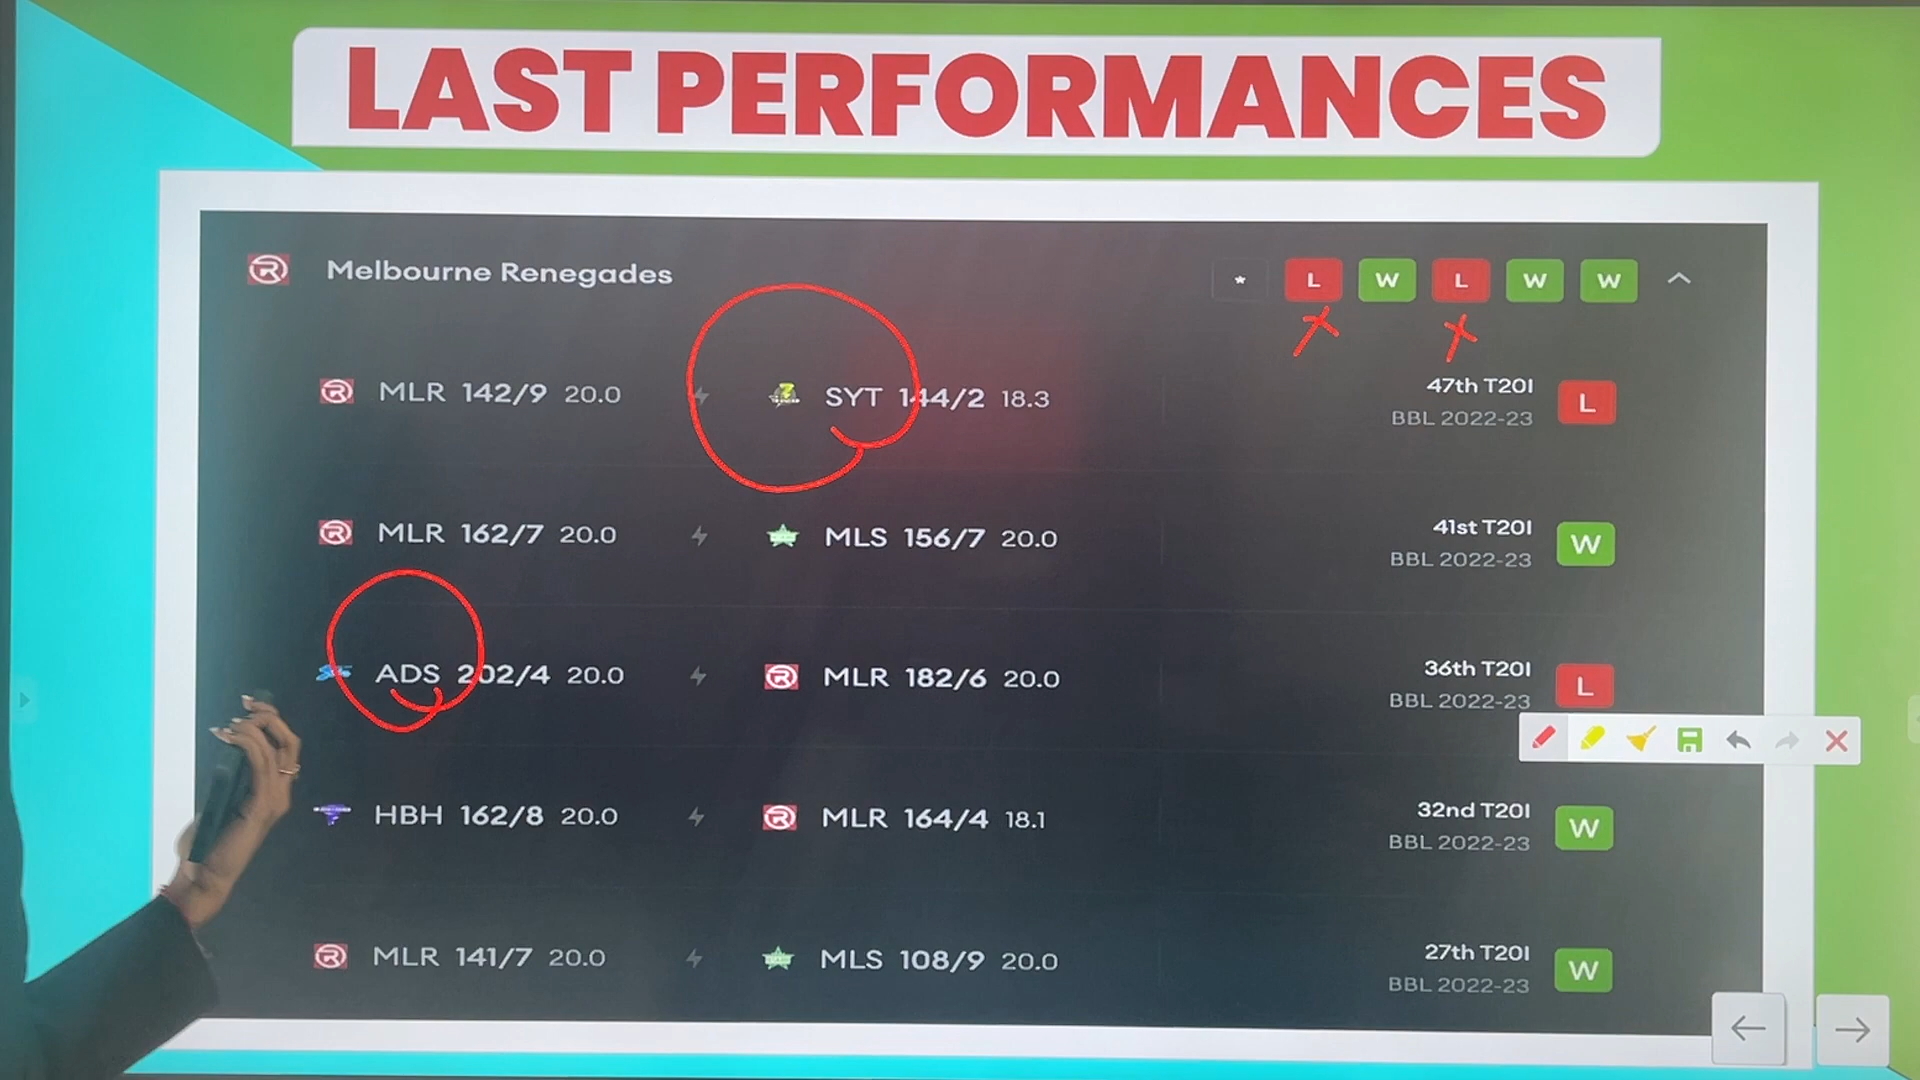 LAST PERFORMANCES
Melbourne Renegades * L W L W W
MLR 142/9 20.0 SYT 144/2 18.3 47th T20I L
BBL 2022-23
MLR 162/7 20.0 MLS 156/7 20.0 41st T20I W
BBL 2022-23
ADS 202/4 20.0 MLR 182/6 20.0 36th T20I L
BBL 2022-23
HBH 162/8 20.0 MLR 164/4 18.1 32nd T20I W
BBL 2022-23
MLR 141/7 20.0 MLS 108/9 20.0 27th T20I W
BBL 2022-23